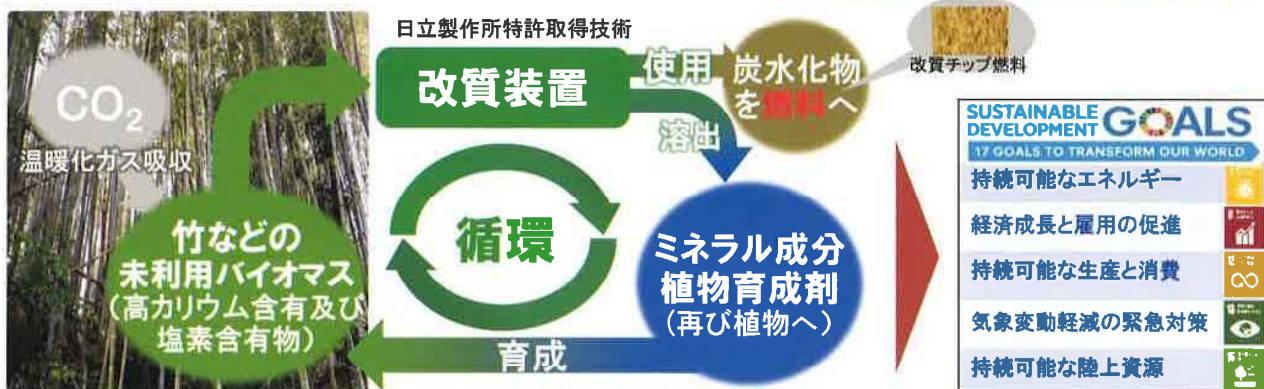 日立製作所特許取得技術
改質装置
使用
炭水化物
を燃料へ
改質チップ燃料
溶出
CO₂
温暖化ガス吸収
循環
竹などの
未利用バイオマス
(高カリウム含有及び
塩素含有物)
ミネラル成分
植物育成剤
(再び植物へ)
育成
SUSTAINABLE
DEVELOPMENT GOALS
17 GOALS TO TRANSFORM OUR WORLD
持続可能なエネルギー
経済成長と雇用の促進
持続可能な生産と消費
気象変動軽減の緊急対策
持続可能な陸上資源